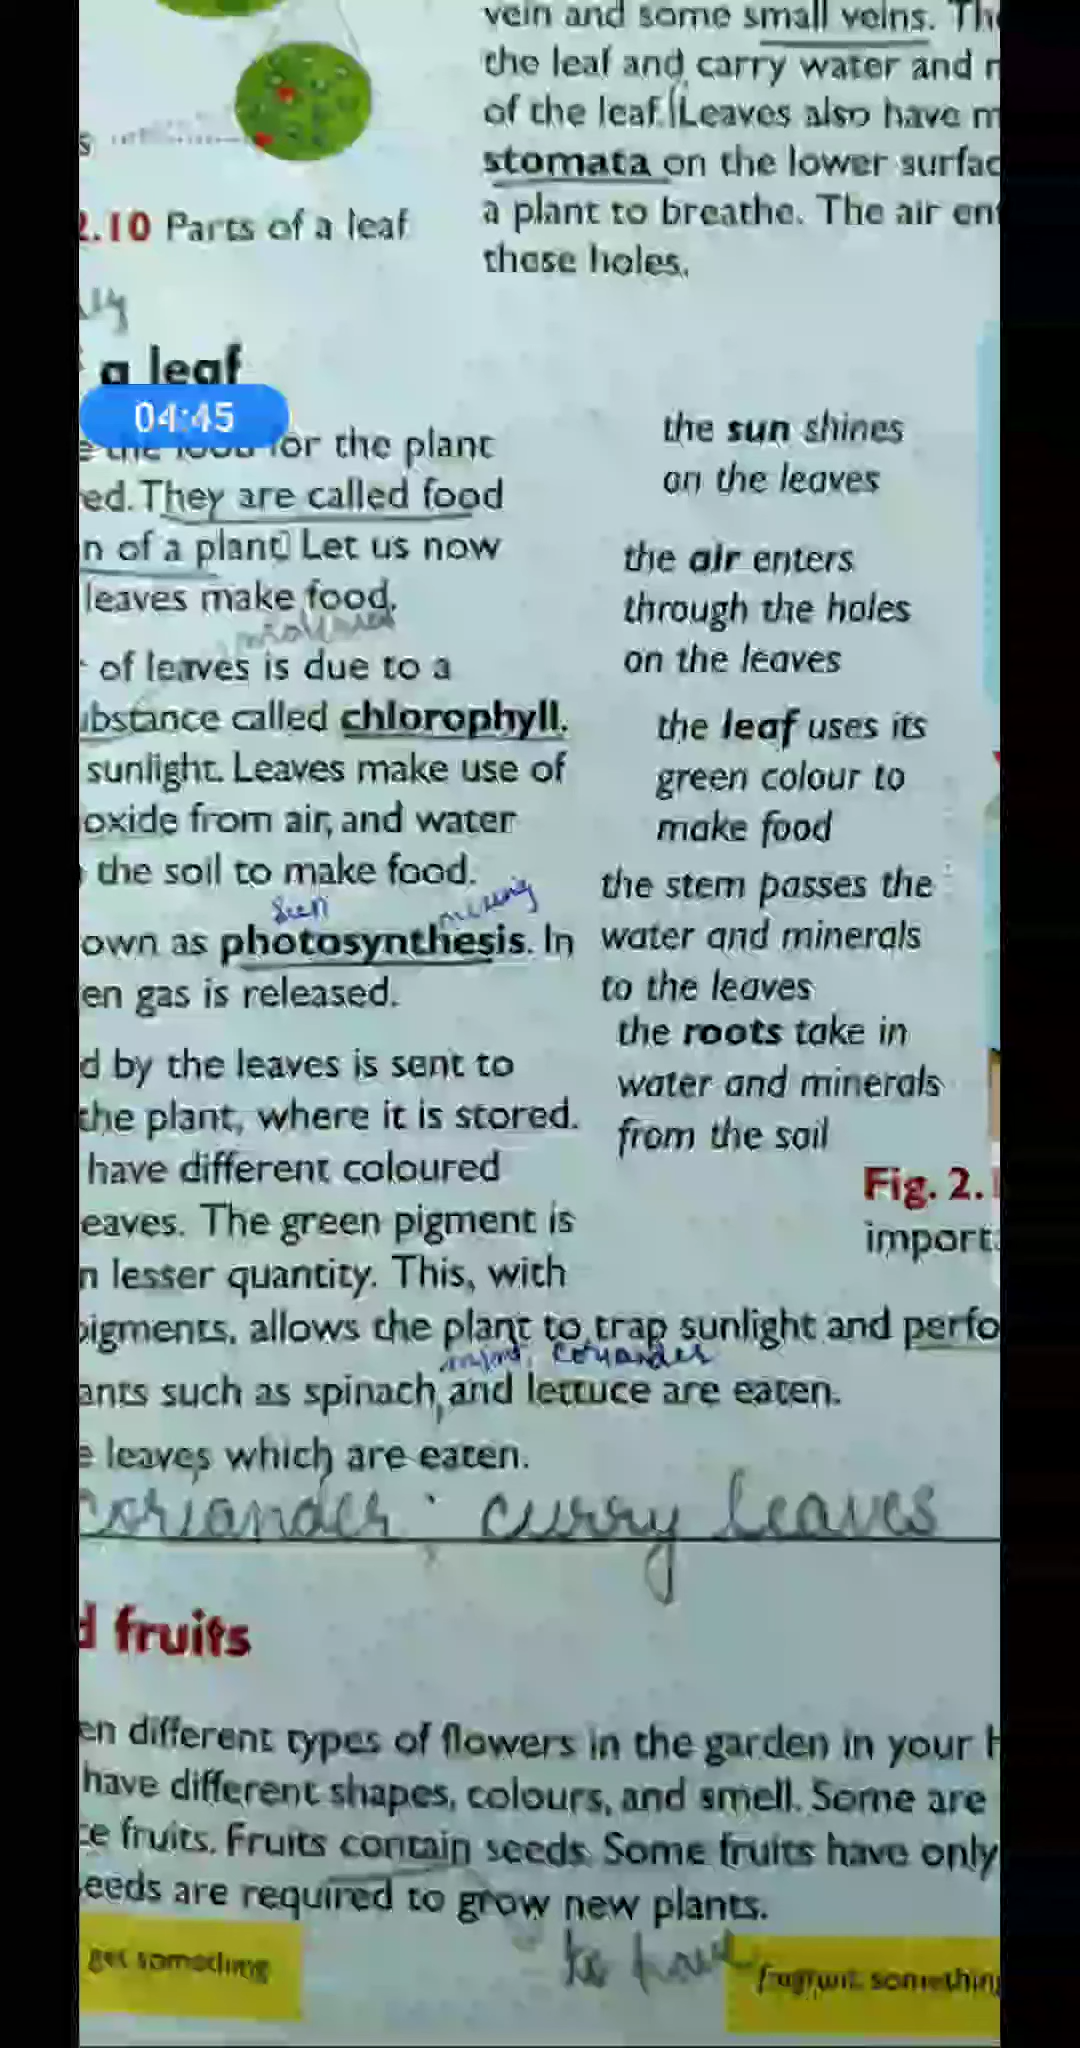 vein and some small veins. Th
the leaf and carry water and
of the leaf. Leaves also have m
stomata on the lower surfac
a plant to breathe. The air ent
these holes.
s
2.10 Parts of a leaf
a leaf
04:45
the food for the plant
ed. They are called food
n of a plant. Let us now
leaves make food.
of leaves is due to a
ubstance called chlorophyll.
sunlight. Leaves make use of
oxide from air, and water
the soil to make food.
Sun
mixing
own as photosynthesis. In
en gas is released.
d by the leaves is sent to
the plant, where it is stored.
have different coloured
eaves. The green pigment is
n lesser quantity. This, with
pigments, allows the plant to trap sunlight and perfo
coriander
ants such as spinach, and lettuce are eaten.
e leaves which are eaten.
coriander, curry leaves
the sun shines
on the leaves
the air enters
through the holes
on the leaves
the leaf uses its
green colour to
make food
the stem passes the
water and minerals
to the leaves
the roots take in
water and minerals
from the soil
Fig. 2.
import
d fruits
en different types of flowers in the garden in your h
have different shapes, colours, and smell. Some are
ce fruits. Fruits contain seeds. Some fruits have only
eeds are required to grow new plants.
to have
get something
something